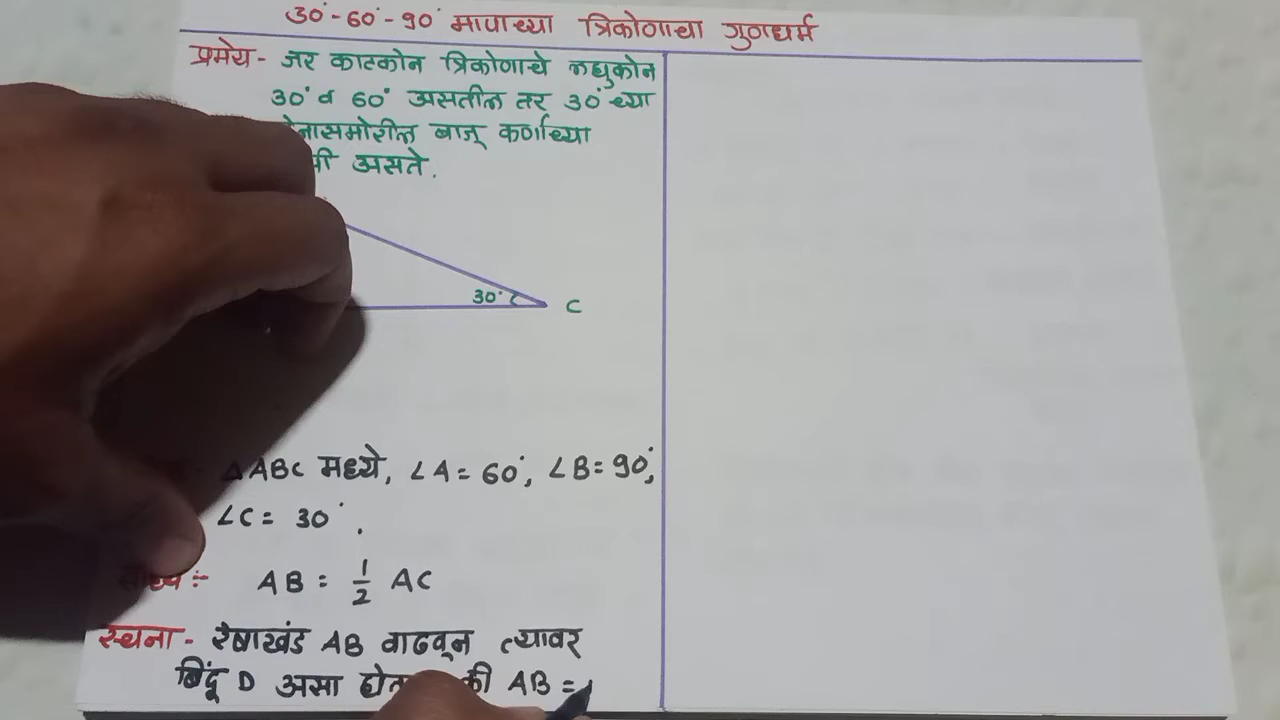 30°-60°-90° मापाच्या त्रिकोणाचा गुणधर्म
प्रमेय- जर काटकोन त्रिकोणाचे लघुकोन
30° व 60° असतील तर 30° च्या
बाजू कर्णाच्या
असते.
30°
C
ABC मध्ये, ∠A = 60°, ∠B = 90°,
∠C = 30°.
साध्य :- AB = 1/2 AC
रचना - रेषाखंड AB वाढवून त्यावर
बिंदू D असा की AB =